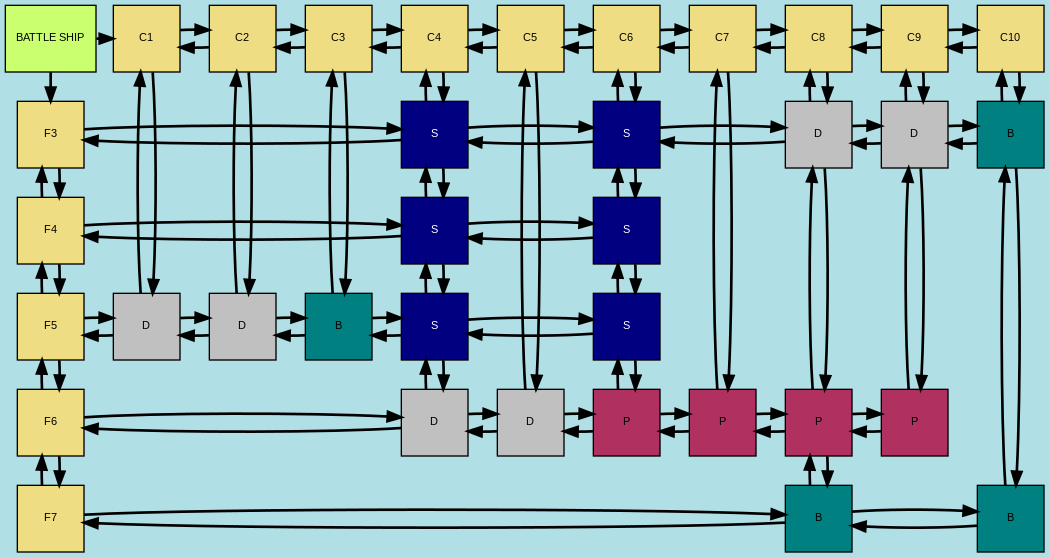 BATTLE SHIP C1 C2 C3 C4 C5 C6 C7 C8 C9 C10
F3 S S D D B
F4 S S
F5 D D B S S
F6 D D P P P P
F7 B B